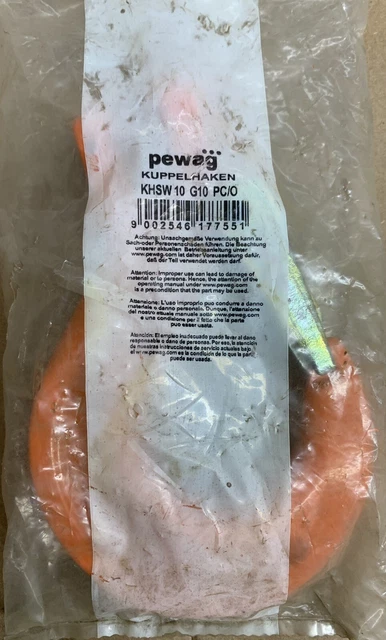 pewag
KUPPELHAKEN
KHSW 10 G10 PC/O
9 002546 177551
Achtung: Unsachgemäße Verwendung kann zu
Sach-oder Personenschäden führen. Die Beachtung
unserer aktuellen Betriebsanleitung unter
www.pewag.com ist daher Voraussetzung dafür,
daß der Teil verwendet werden darf.
Attention: Improper use can lead to damage of
material or to persons. Hence, the attention of the
operating manual under www.pewag.com
is a precondition that the part may be used.
Attenzione: L'uso improprio può condurre a danno
materiale o danno personale. Dunque, l'attenzione
del nostro atuale manuale sotto www.pewag.com
e una condizione per il fatto che la parte
può esser usata.
Atención: El empleo inadecuado puede llevar al dano
responsable o dano de personas. Por eso, la atención
de nuestras instrucciones de servicio actuales bajo
www.pewag.com es la condición de lo que la parte
puede ser usada.